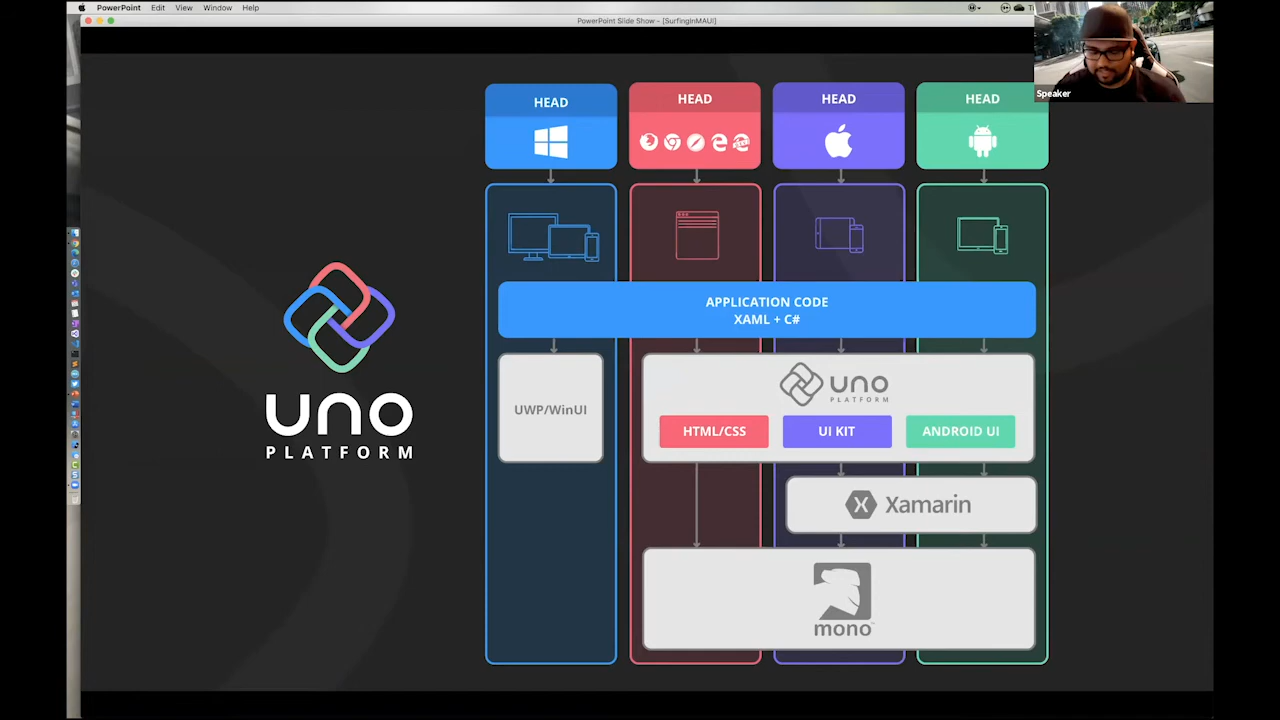 PowerPoint Edit View Window Help
PowerPoint Slide Show - [SurfingInMAUI]
Speaker
HEAD
HEAD
HEAD
HEAD
APPLICATION CODE
XAML + C#
UWP/WinUI
UNO
PLATFORM
HTML/CSS
UI KIT
ANDROID UI
UNO
PLATFORM
X Xamarin
mono